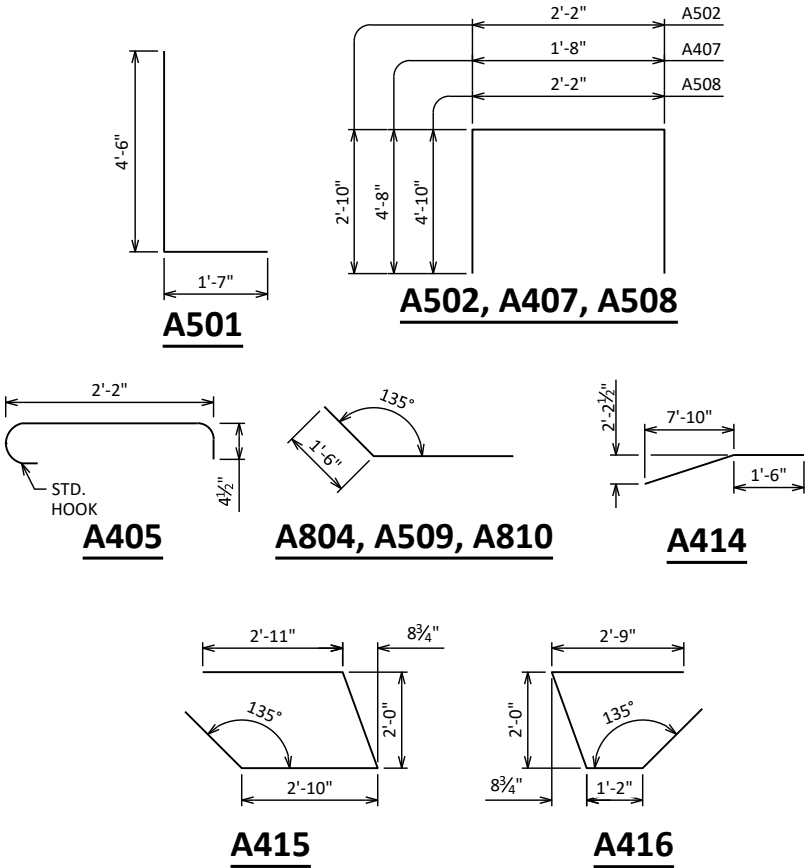 2'-2" A502
1'-8" A407
2'-2" A508
4'-6"
2'-10" 4'-8" 4'-10"
1'-7"
A501
A502, A407, A508
2'-2"
4½"
STD.
HOOK
A405
135°
1'-6"
A804, A509, A810
2'-2½"
7'-10"
1'-6"
A414
2'-11" 8¾"
135°
2'-0"
2'-10"
A415
2'-9"
2'-0"
135°
8¾" 1'-2"
A416